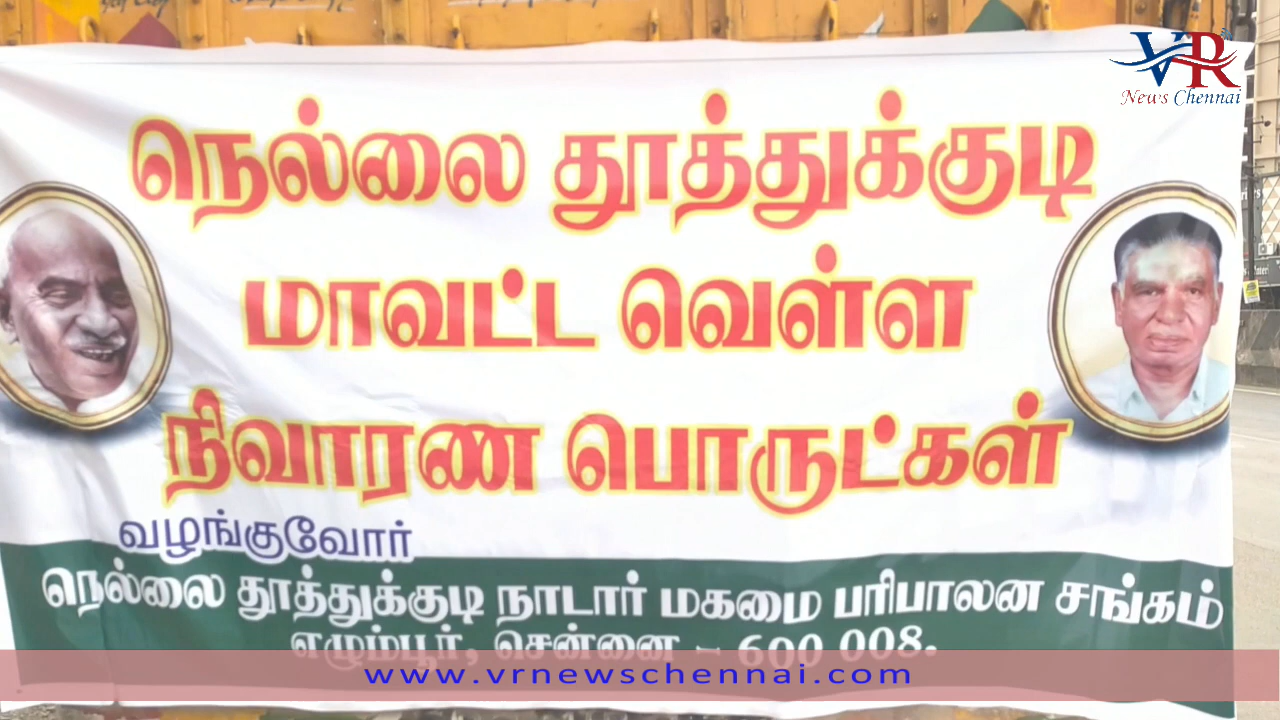 VR
News Chennai
நெல்லை தூத்துக்குடி
மாவட்ட வெள்ள
நிவாரண பொருட்கள்
வழங்குவோர்
நெல்லை தூத்துக்குடி நாடார் மகமை பரிபாலன சங்கம்
எழும்பூர், சென்னை - 600 008.
www.vrnewschennai.com